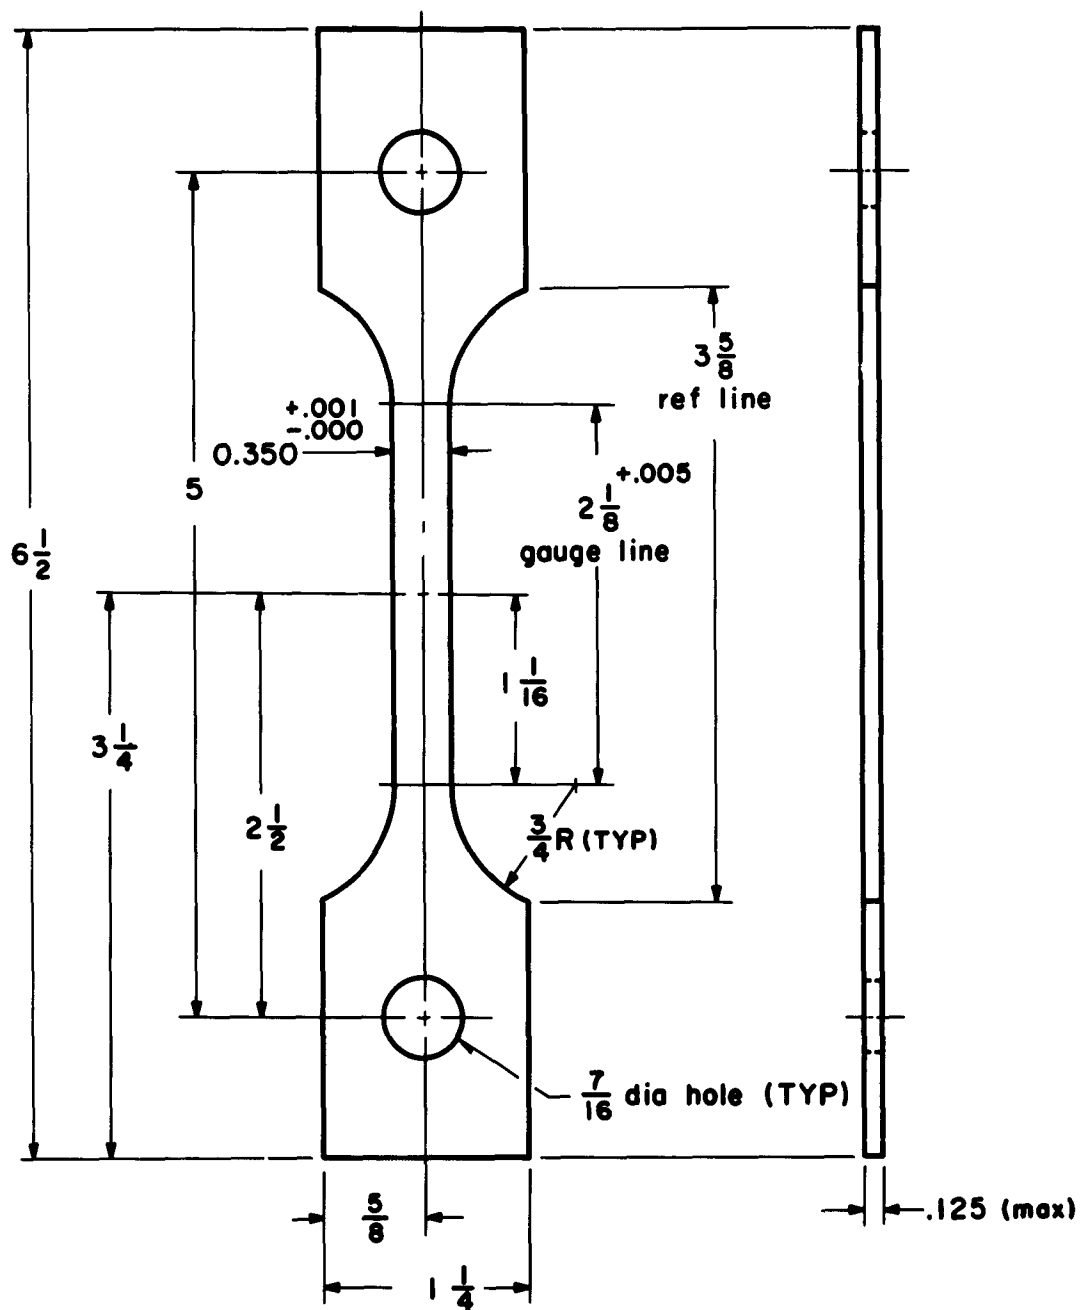 3 5/8
ref line
+.001
-.000
0.350
5
+.005
2 1/8
gauge line
6 1/2
1 1/16
3 1/4
2 1/2
3/4 R (TYP)
7/16 dia hole (TYP)
5/8
.125 (max)
1 1/4